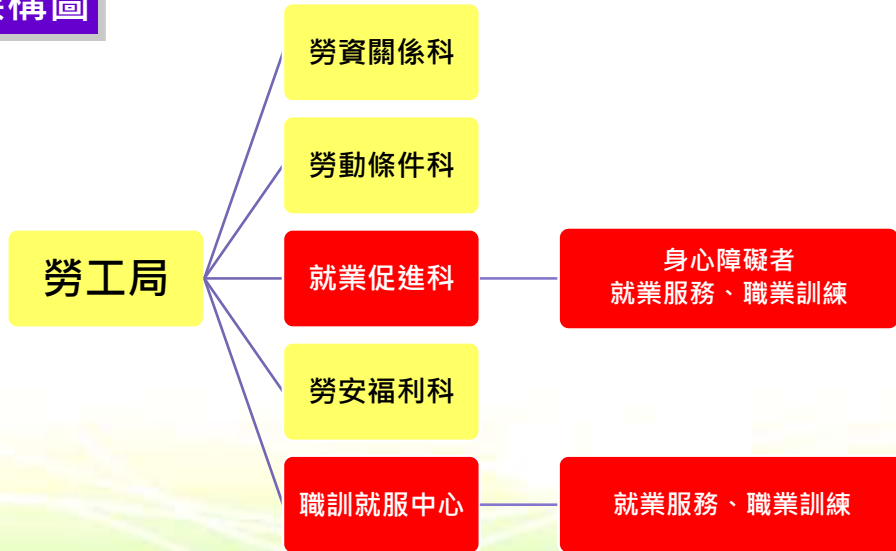 構圖
勞資關係科
勞動條件科
勞工局
就業促進科
身心障礙者
就業服務、職業訓練
勞安福利科
職訓就服中心
就業服務、職業訓練